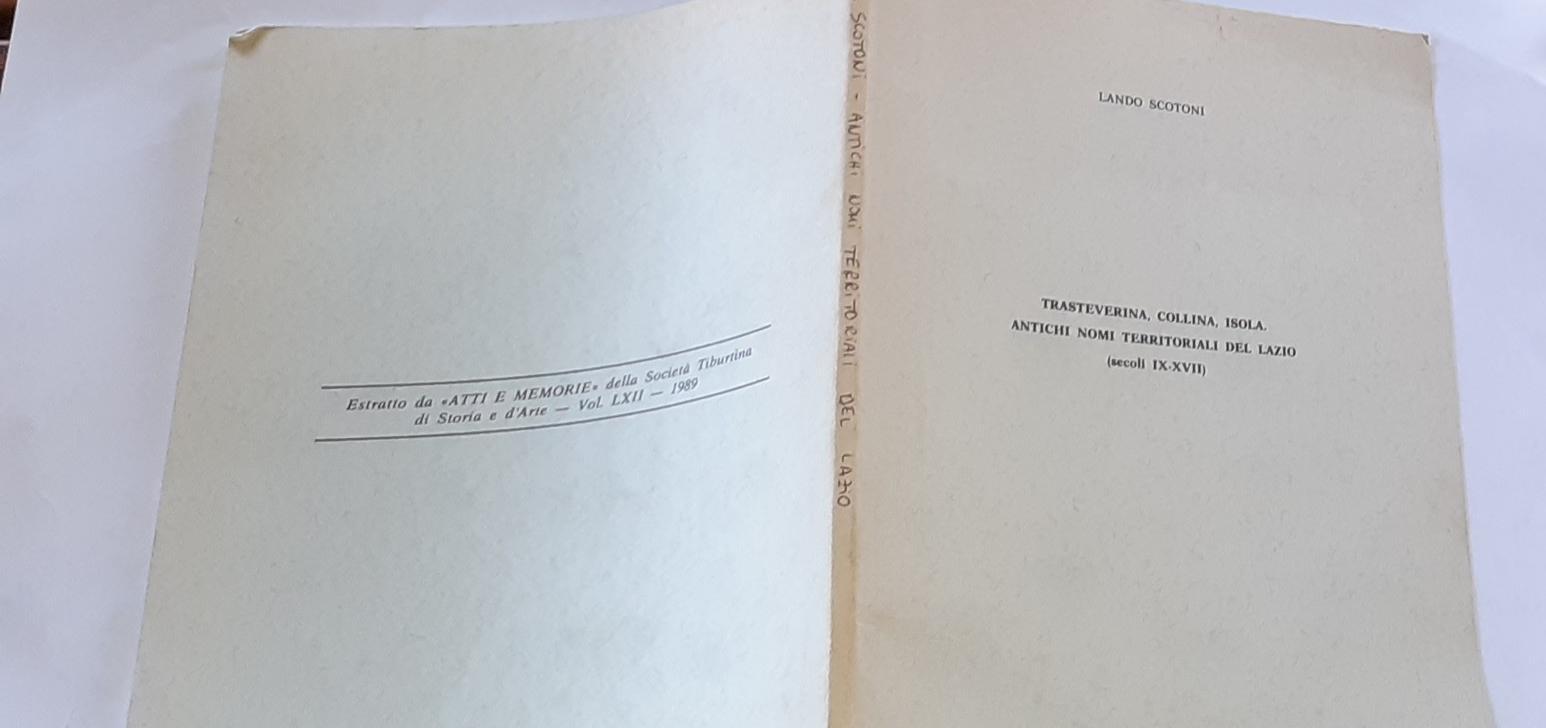 Estratto da «ATTI E MEMORIE» della Società Tiburtina
di Storia e d'Arte — Vol. LXII — 1989
SCOTONI - ANTICHI NOMI TERRITORIALI DEL LAZIO
LANDO SCOTONI
TRASTEVERINA, COLLINA, ISOLA.
ANTICHI NOMI TERRITORIALI DEL LAZIO
(secoli IX-XVII)